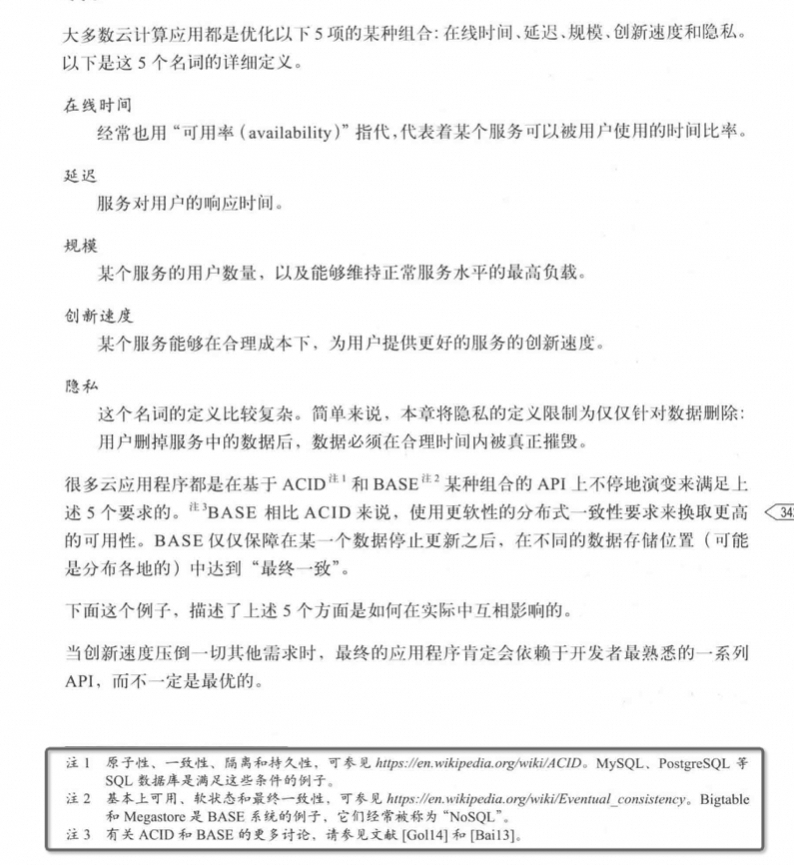 大多数云计算应用都是优化以下 5 项的某种组合：在线时间、延迟、规模、创新速度和隐私。
以下是这 5 个名词的详细定义。
在线时间
经常也用“可用率（availability）”指代，代表着某个服务可以被用户使用的时间比率。
延迟
服务对用户的响应时间。
规模
某个服务的用户数量，以及能够维持正常服务水平的最高负载。
创新速度
某个服务能够在合理成本下，为用户提供更好的服务的创新速度。
隐私
这个名词的定义比较复杂。简单来说，本章将隐私的定义限制为仅仅针对数据删除：
用户删掉服务中的数据后，数据必须在合理时间内被真正摧毁。
很多云应用程序都是在基于 ACID注1 和 BASE注2 某种组合的 API 上不停地演变来满足上
述 5 个要求的。注3BASE 相比 ACID 来说，使用更软性的分布式一致性要求来换取更高
的可用性。BASE 仅仅保障在某一个数据停止更新之后，在不同的数据存储位置（可能
是分布各地的）中达到“最终一致”。
下面这个例子，描述了上述 5 个方面是如何在实际中互相影响的。
当创新速度压倒一切其他需求时，最终的应用程序肯定会依赖于开发者最熟悉的一系列
API，而不一定是最优的。
注 1 原子性、一致性、隔离和持久性，可参见 https://en.wikipedia.org/wiki/ACID。MySQL、PostgreSQL 等
SQL 数据库是满足这些条件的例子。
注 2 基本上可用、软状态和最终一致性，可参见 https://en.wikipedia.org/wiki/Eventual_consistency。Bigtable
和 Megastore 是 BASE 系统的例子，它们经常被称为“NoSQL”。
注 3 有关 ACID 和 BASE 的更多讨论，请参见文献 [Gol14] 和 [Bai13]。